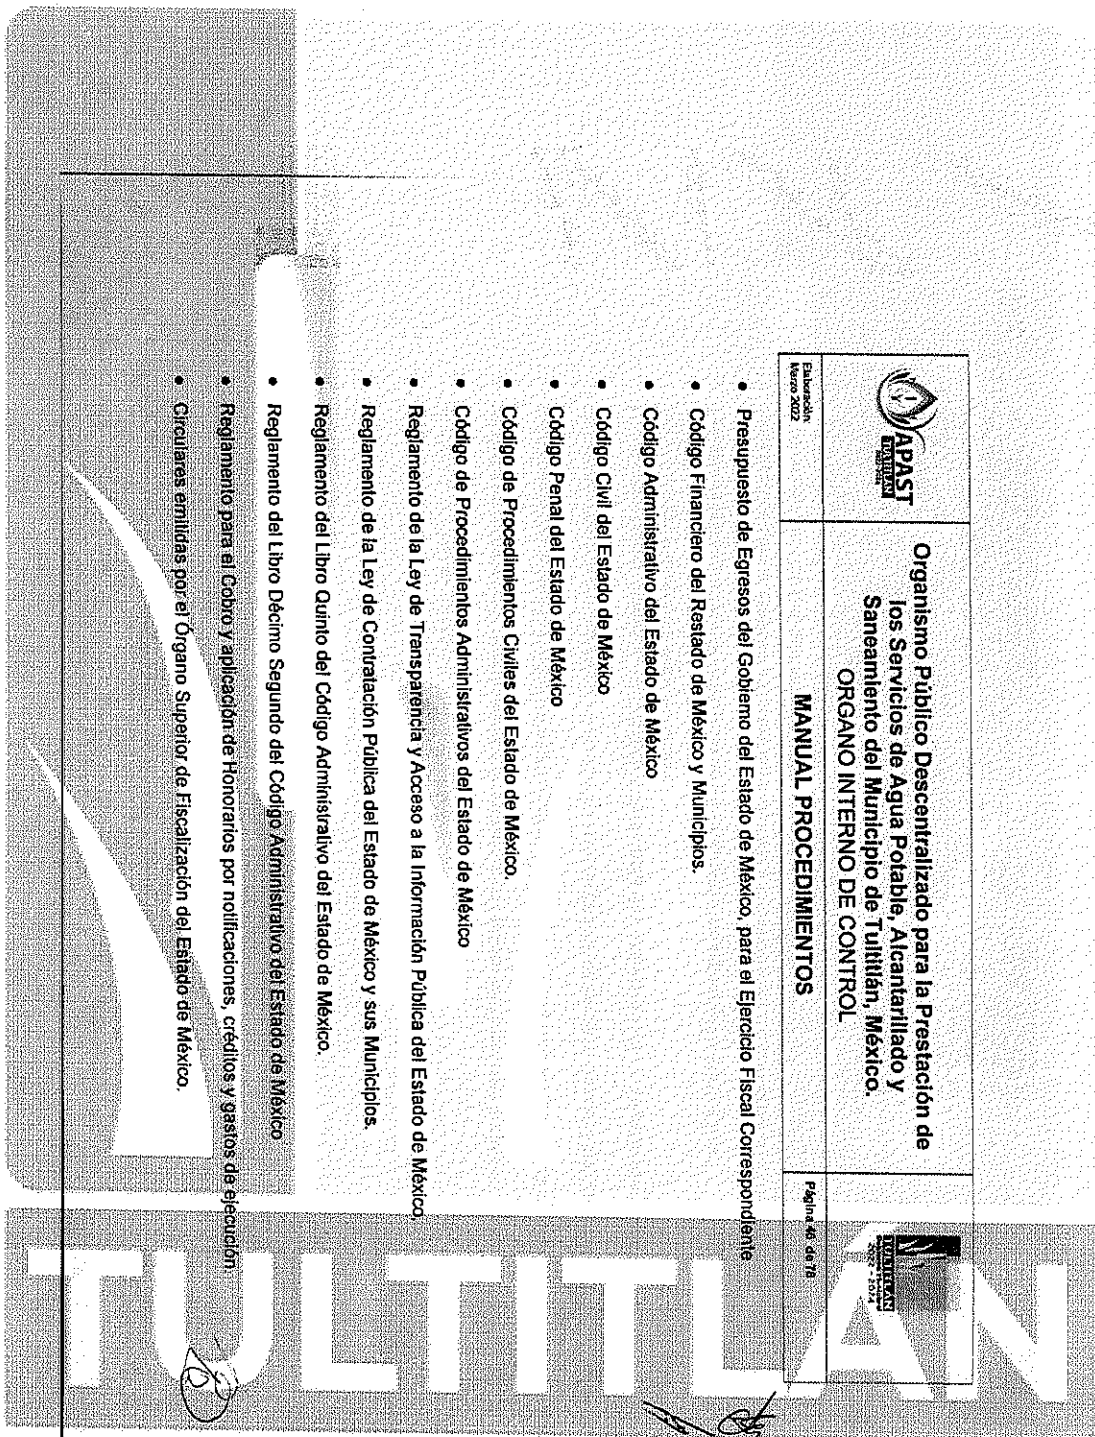 APAST
TULTITLÁN
Organismo Público Descentralizado para la Prestación de
los Servicios de Agua Potable, Alcantarillado y
Saneamiento del Municipio de Tultitlán, México.
ORGANO INTERNO DE CONTROL
TULTITLÁN
2022 - 2024
Elaboración:
Marzo 2022
MANUAL PROCEDIMIENTOS
Página 46 de 78
• Presupuesto de Egresos del Gobierno del Estado de México, para el Ejercicio Fiscal Correspondiente
• Código Financiero del Restado de México y Municipios.
• Código Administrativo del Estado de México
• Código Civil del Estado de México
• Código Penal del Estado de México
• Código de Procedimientos Civiles del Estado de México.
• Código de Procedimientos Administrativos del Estado de México
• Reglamento de la Ley de Transparencia y Acceso a la Información Pública del Estado de México,
• Reglamento de la Ley de Contratación Pública del Estado de México y sus Municipios.
• Reglamento del Libro Quinto del Código Administrativo del Estado de México.
• Reglamento del Libro Décimo Segundo del Código Administrativo del Estado de México
• Reglamento para el Cobro y aplicación de Honorarios por notificaciones, créditos y gastos de ejecución.
• Circulares emitidas por el Órgano Superior de Fiscalización del Estado de México.
TULTITLÁN